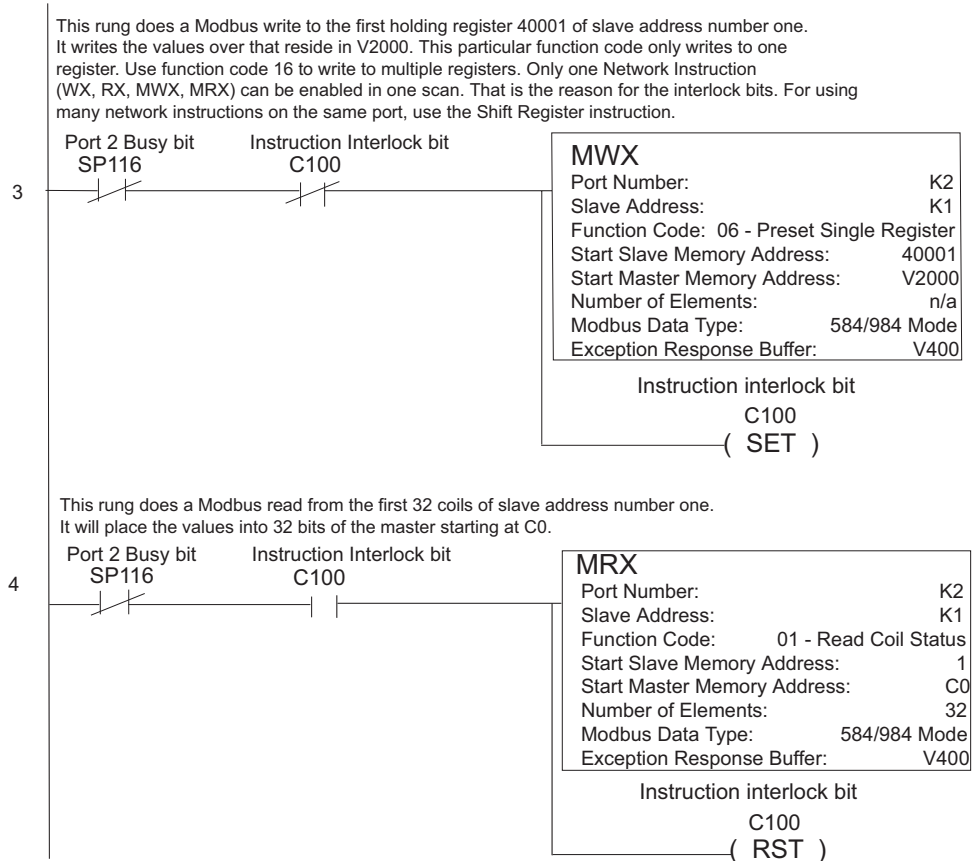 This rung does a Modbus write to the first holding register 40001 of slave address number one.
It writes the values over that reside in V2000. This particular function code only writes to one
register. Use function code 16 to write to multiple registers. Only one Network Instruction
(WX, RX, MWX, MRX) can be enabled in one scan. That is the reason for the interlock bits. For using
many network instructions on the same port, use the Shift Register instruction.
Port 2 Busy bit Instruction Interlock bit
SP116 C100
3
MWX
Port Number: K2
Slave Address: K1
Function Code: 06 - Preset Single Register
Start Slave Memory Address: 40001
Start Master Memory Address: V2000
Number of Elements: n/a
Modbus Data Type: 584/984 Mode
Exception Response Buffer: V400
Instruction interlock bit
C100
( SET )
This rung does a Modbus read from the first 32 coils of slave address number one.
It will place the values into 32 bits of the master starting at C0.
Port 2 Busy bit Instruction Interlock bit
SP116 C100
4
MRX
Port Number: K2
Slave Address: K1
Function Code: 01 - Read Coil Status
Start Slave Memory Address: 1
Start Master Memory Address: C0
Number of Elements: 32
Modbus Data Type: 584/984 Mode
Exception Response Buffer: V400
Instruction interlock bit
C100
( RST )